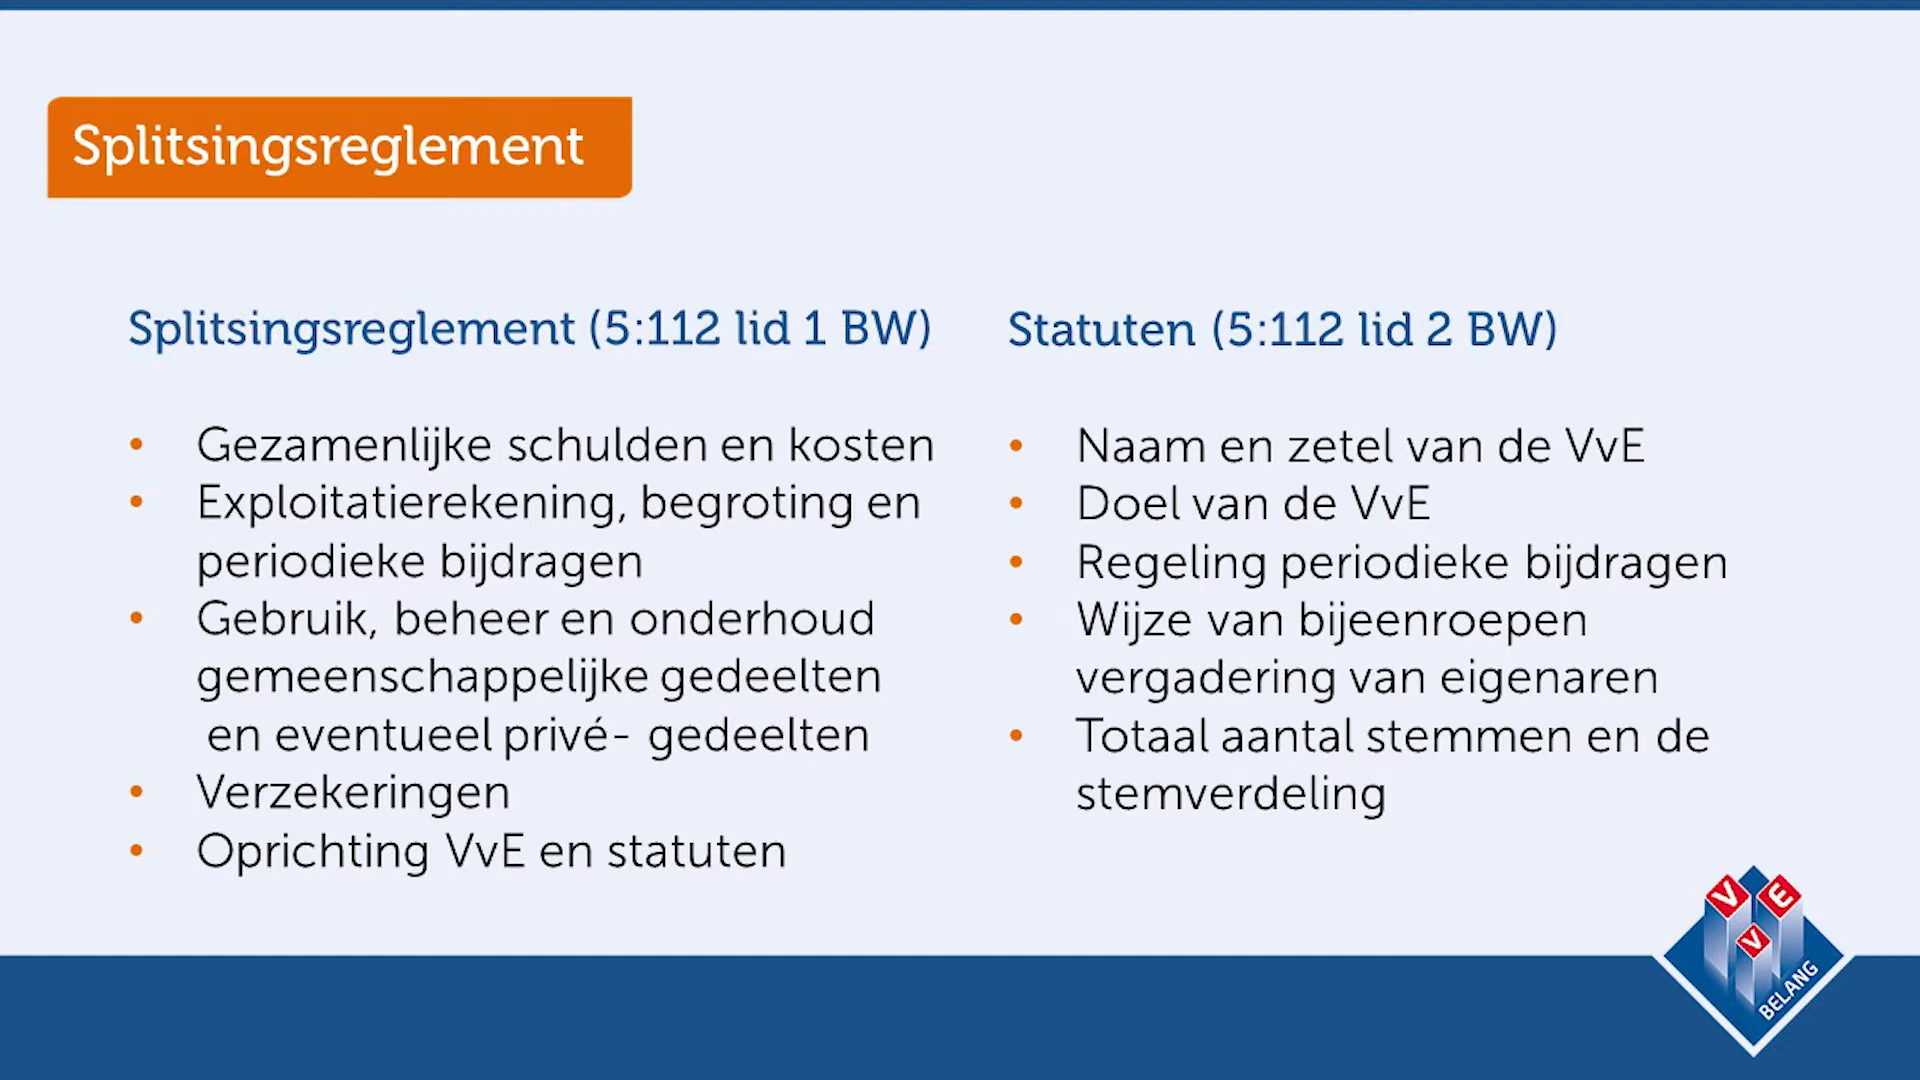 Splitsingsreglement
Splitsingsreglement (5:112 lid 1 BW)
• Gezamenlijke schulden en kosten
• Exploitatierekening, begroting en
periodieke bijdragen
• Gebruik, beheer en onderhoud
gemeenschappelijke gedeelten
en eventueel privé- gedeelten
• Verzekeringen
• Oprichting VvE en statuten
Statuten (5:112 lid 2 BW)
• Naam en zetel van de VvE
• Doel van de VvE
• Regeling periodieke bijdragen
• Wijze van bijeenroepen
vergadering van eigenaren
• Totaal aantal stemmen en de
stemverdeling
V V E
BELANG